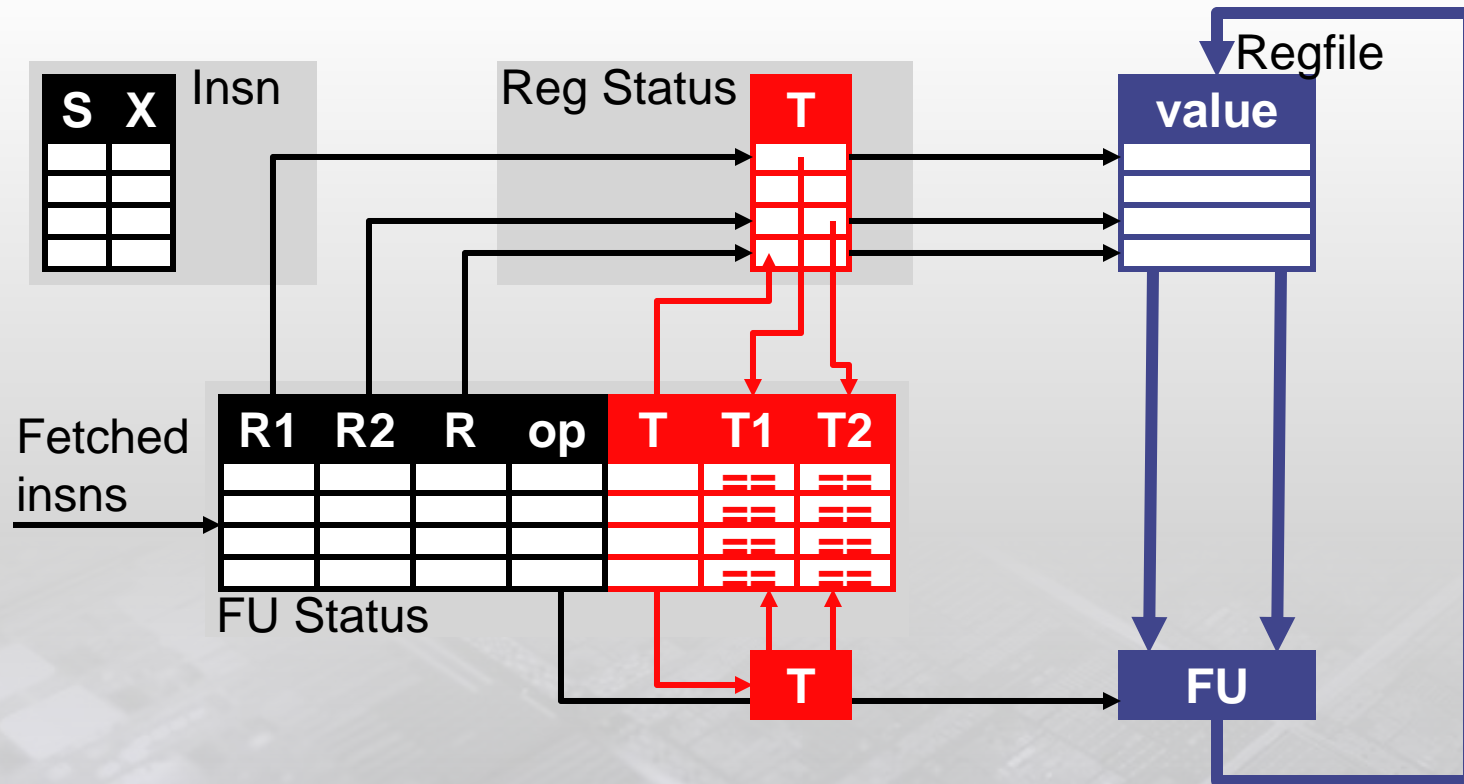 Regfile
Insn
Reg Status
S X
T
value
Fetched
insns
R1 R2 R op T T1 T2
== ==
== ==
== ==
== ==
FU Status
T
FU